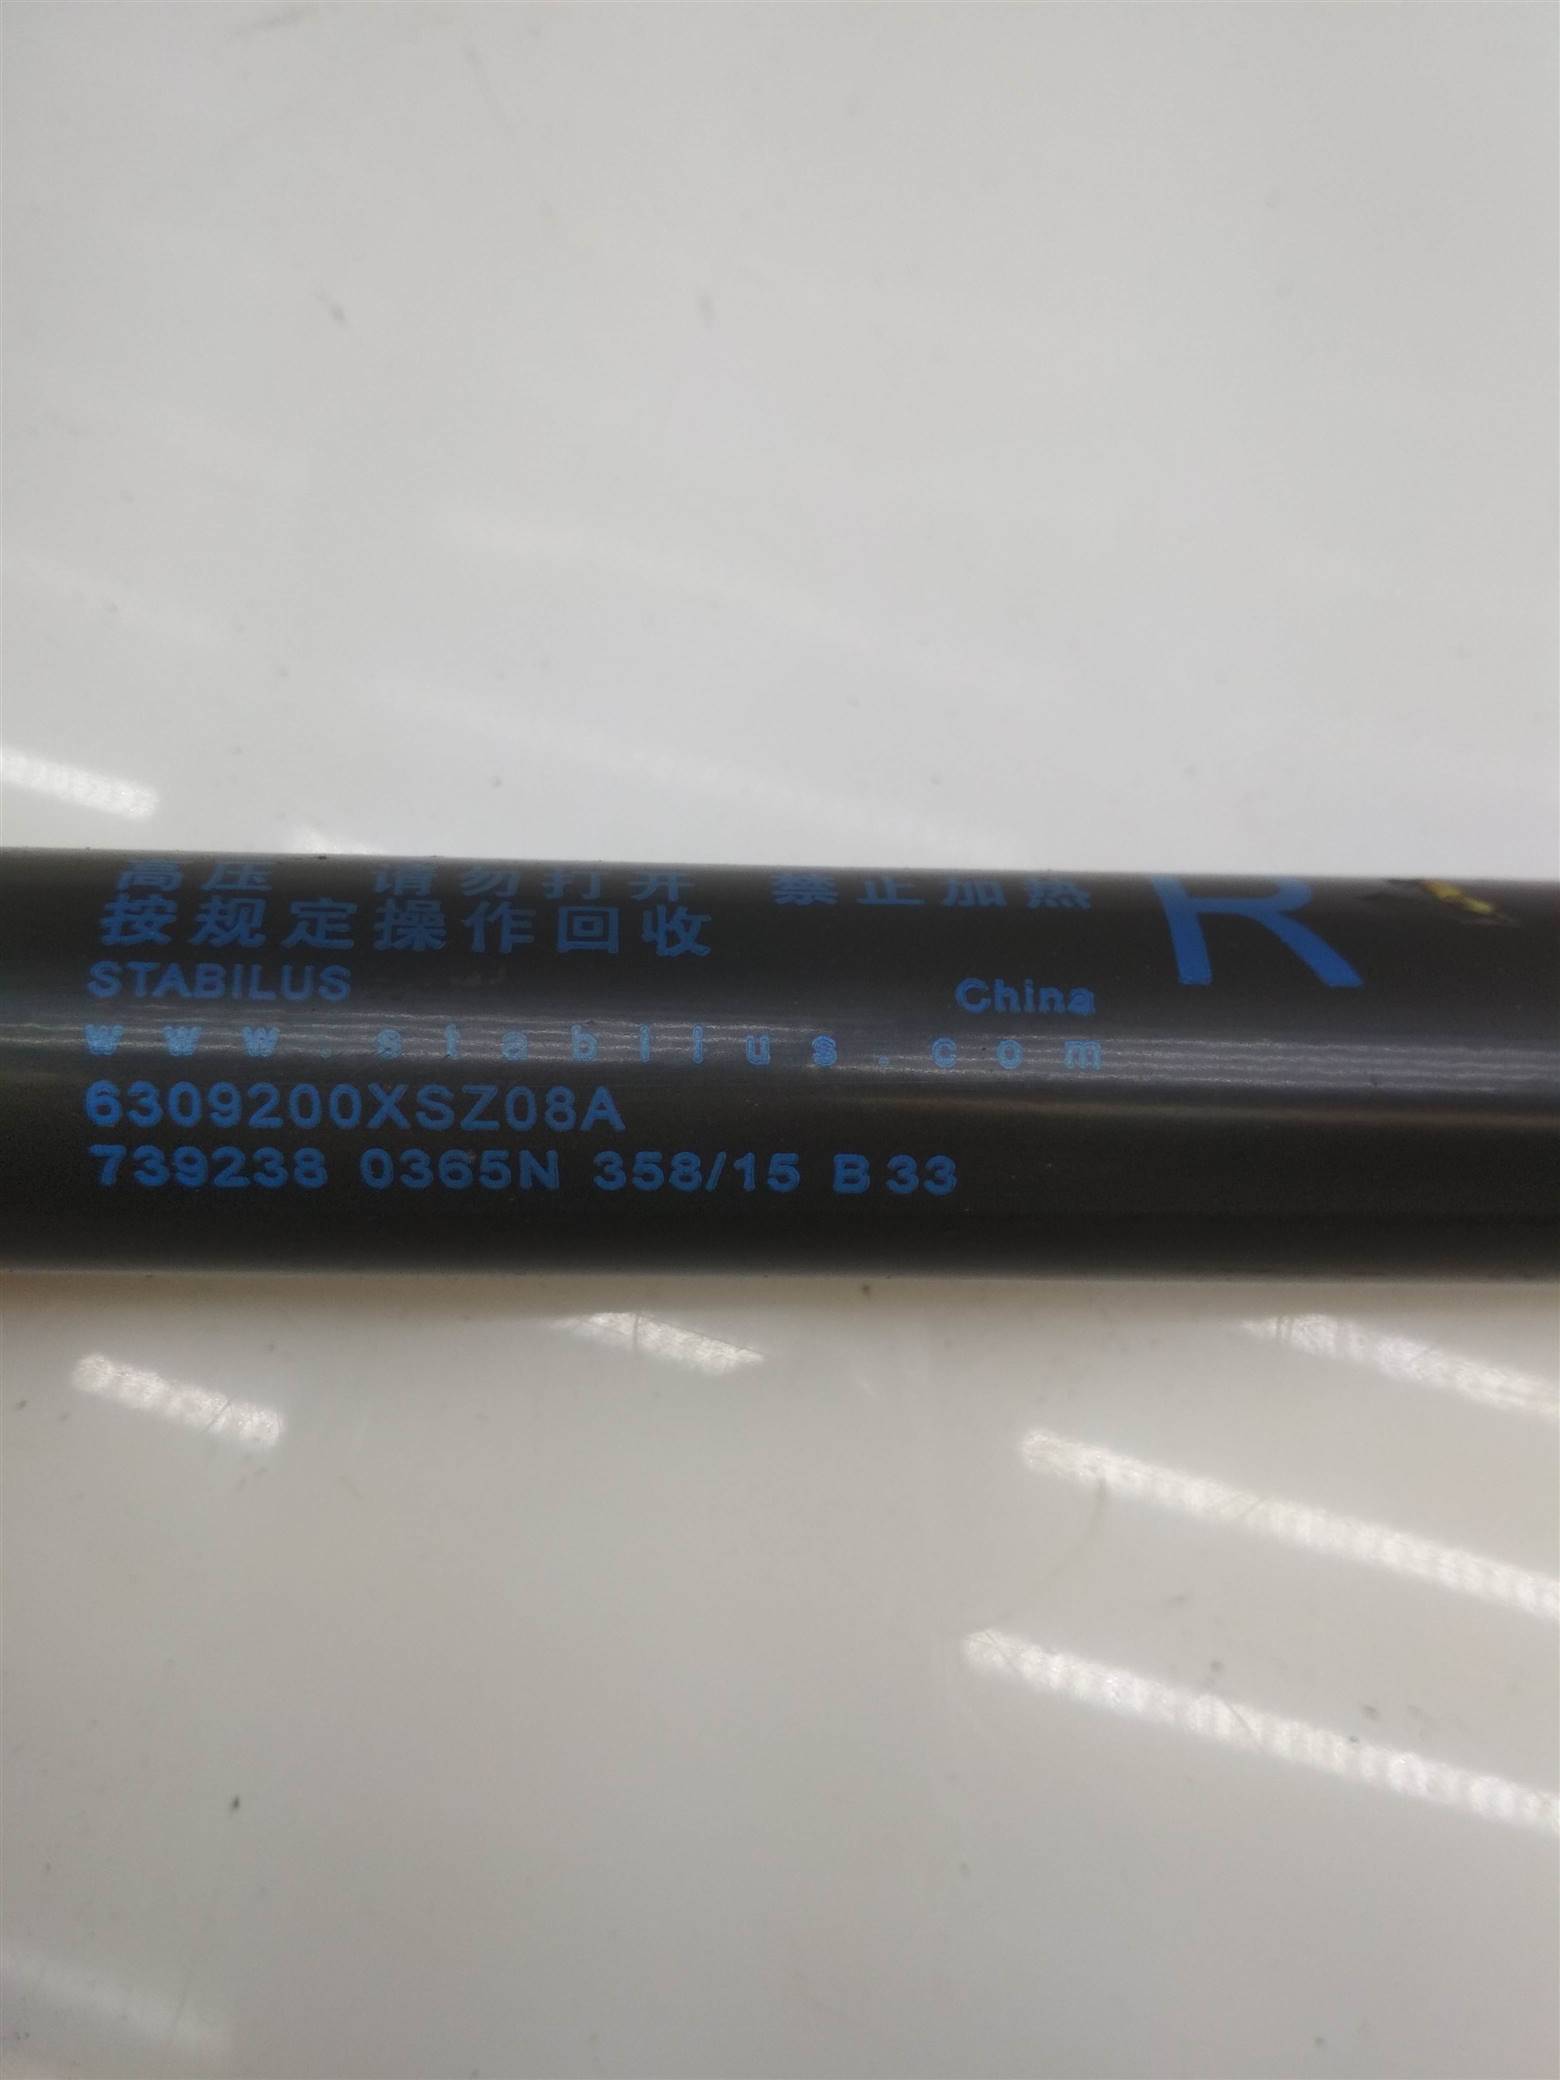 高压 请勿打开 禁止加热 R
按规定操作回收
STABILUS China
www.stabilus.com
6309200XSZ08A
739238 0365N 358/15 B 33